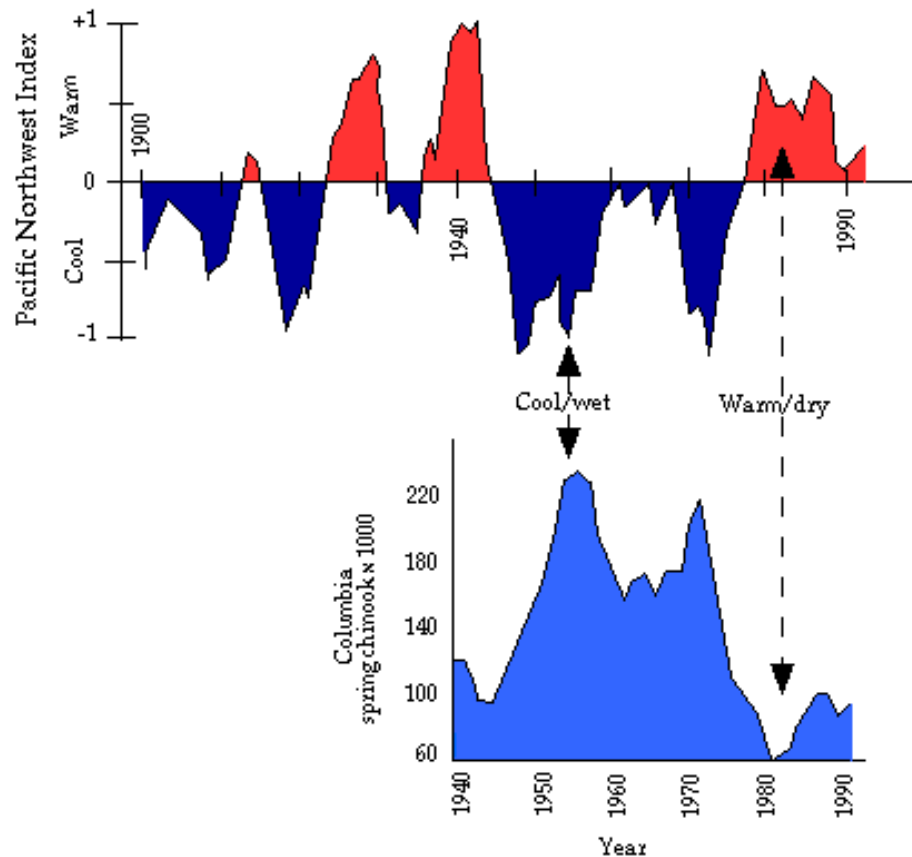 Pacific Northwest Index
Cool Warm
+1
0
-1
1900
1940
1990
Cool/wet
Warm/dry
Columbia
spring chinook x 1000
220
180
140
100
60
1940
1950
1960
1970
1980
1990
Year